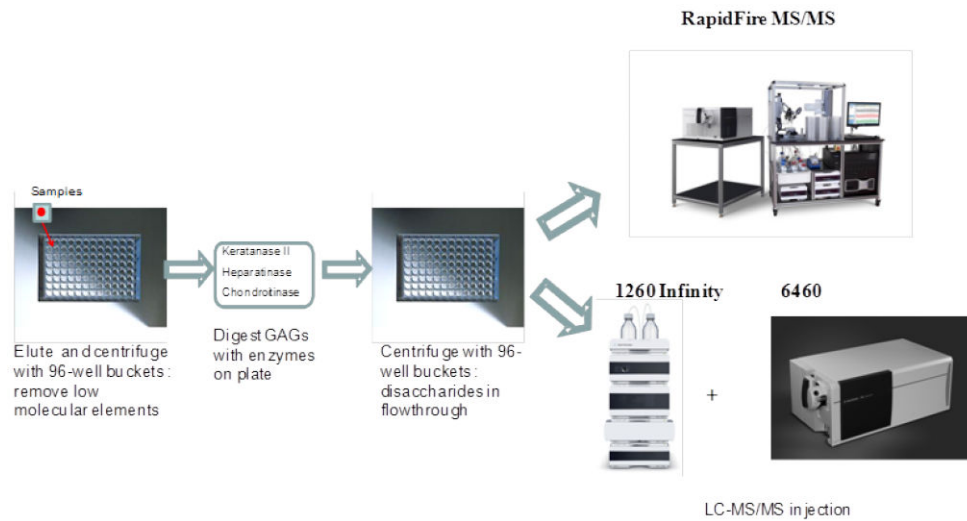 RapidFire MS/MS
Samples
Keratanase II
Heparatinase
Chondroitinase
Elute and centrifuge
with 96-well buckets:
remove low
molecular elements
Digest GAGs
with enzymes
on plate
Centrifuge with 96-
well buckets:
disaccharides in
flowthrough
1260 Infinity
6460
+
LC-MS/MS injection